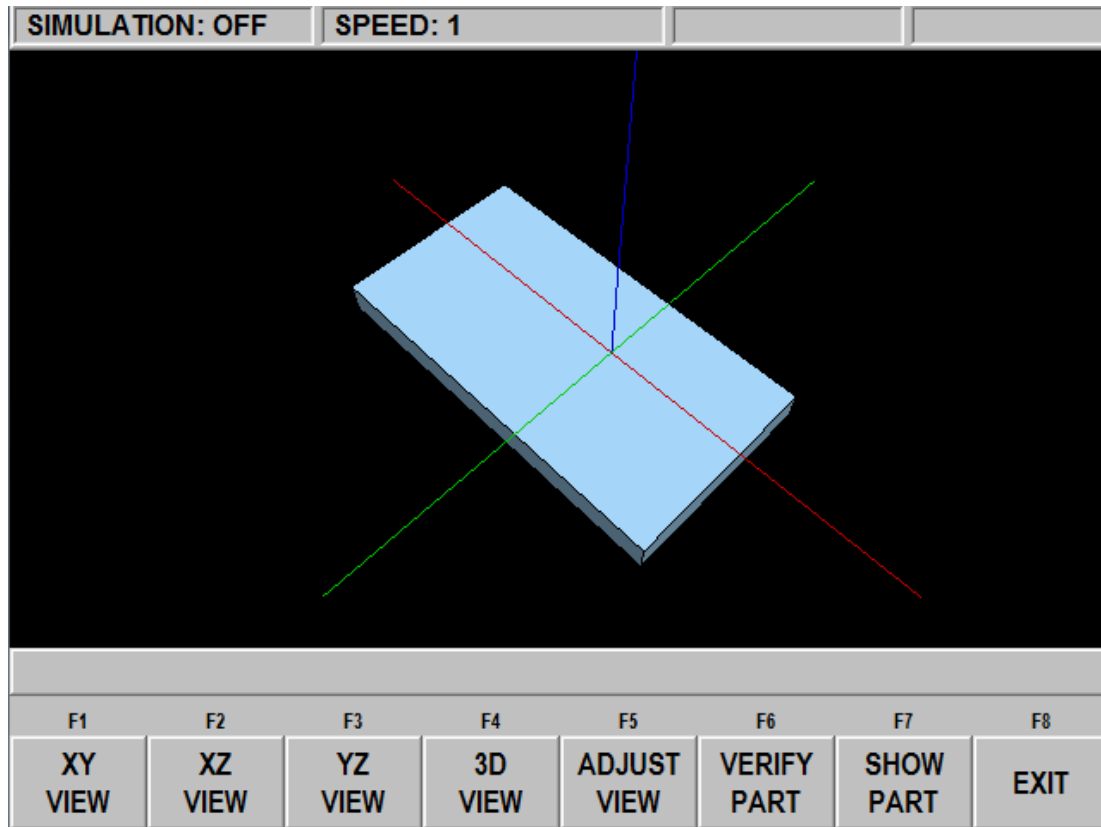 SIMULATION: OFF SPEED: 1
F1 F2 F3 F4 F5 F6 F7 F8
XY XZ YZ 3D ADJUST VERIFY SHOW EXIT
VIEW VIEW VIEW VIEW VIEW PART PART